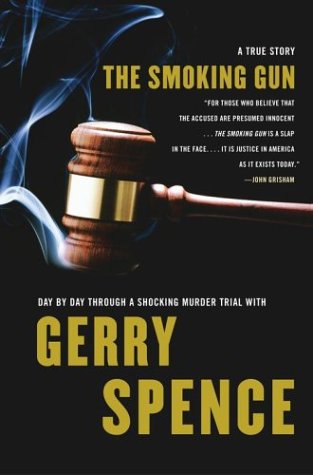 A TRUE STORY
THE SMOKING GUN
"FOR THOSE WHO BELIEVE THAT
THE ACCUSED ARE PRESUMED INNOCENT
. . . THE SMOKING GUN IS A SLAP
IN THE FACE. . . . IT IS JUSTICE IN AMERICA
AS IT EXISTS TODAY."
—JOHN GRISHAM
DAY BY DAY THROUGH A SHOCKING MURDER TRIAL WITH
GERRY
SPENCE